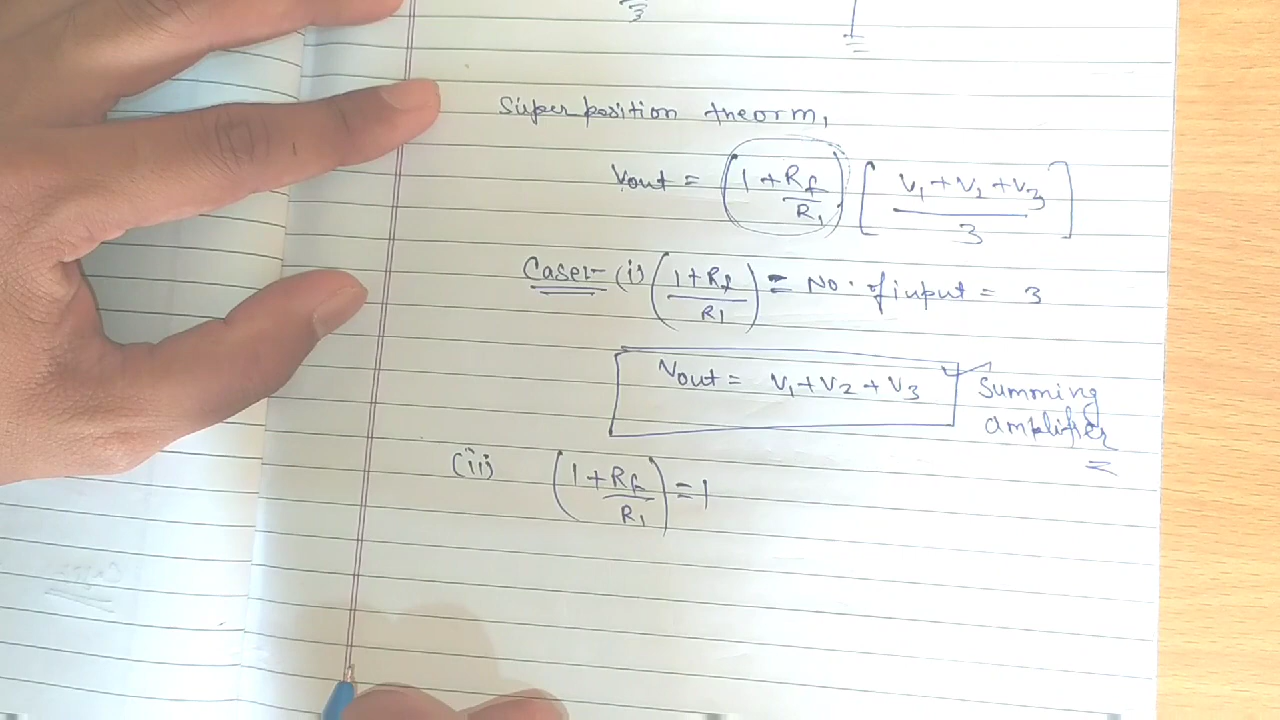 3
Superposition theorm,
Vout = (1 + Rf/R1) [V1 + V2 + V3 / 3]
Case:- (i) (1 + Rf / R1) = No. of input = 3
Vout = V1 + V2 + V3
Summing
amplifier
(ii) (1 + Rf/R1) = 1